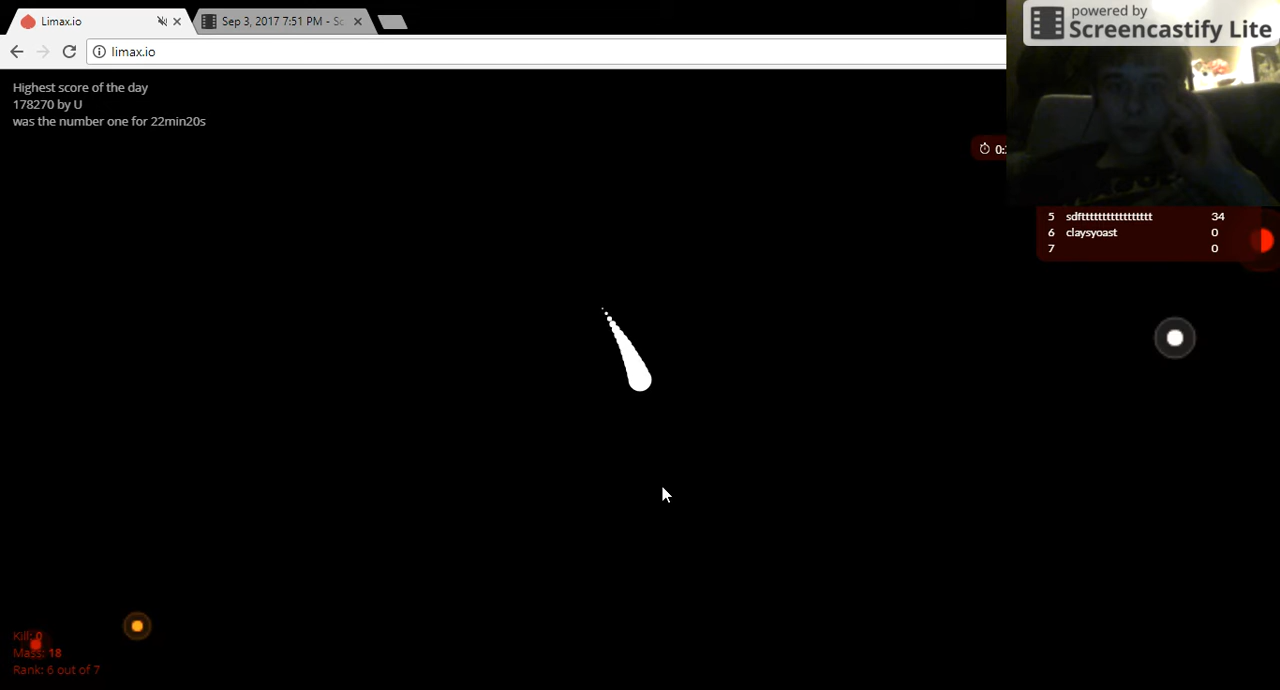 Limax.io
Sep 3, 2017 7:51 PM - Sc
limax.io
powered by
Screencastify Lite
Highest score of the day
178270 by U
was the number one for 22min20s
5 sdftttttttttttttttttt 34
6 claysyoast 0
7 0
Kill: 0
Mass: 18
Rank: 6 out of 7